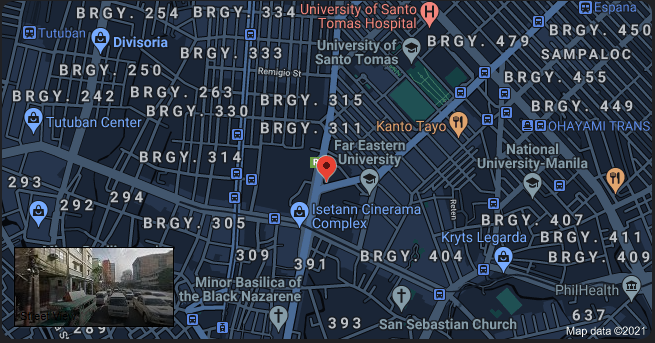 BRGY. 254
BRGY. 334
University of Santo
Tomas Hospital
Espana
Tutuban
Divisoria
BRGY. 333
University of
Santo Tomas
BRGY. 479
BRGY. 450
SAMPALOC
BRGY. 250
Remigio St
BRGY. 455
BRGY. 242
BRGY. 263
BRGY. 330
BRGY. 315
BRGY. 449
Tutuban Center
BRGY. 311
Kanto Tayo
OHAYAMI TRANS
BRGY. 314
Far Eastern
University
National
University-Manila
293
292
294
BRGY. 305
Isetann Cinerama
Complex
Reten
BRGY. 407
Kryts Legarda
BRGY. 411
309
391
BRGY. 404
BRGY. 409
Minor Basilica of
the Black Nazarene
PhilHealth
289
393
San Sebastian Church
637
Map data ©2021